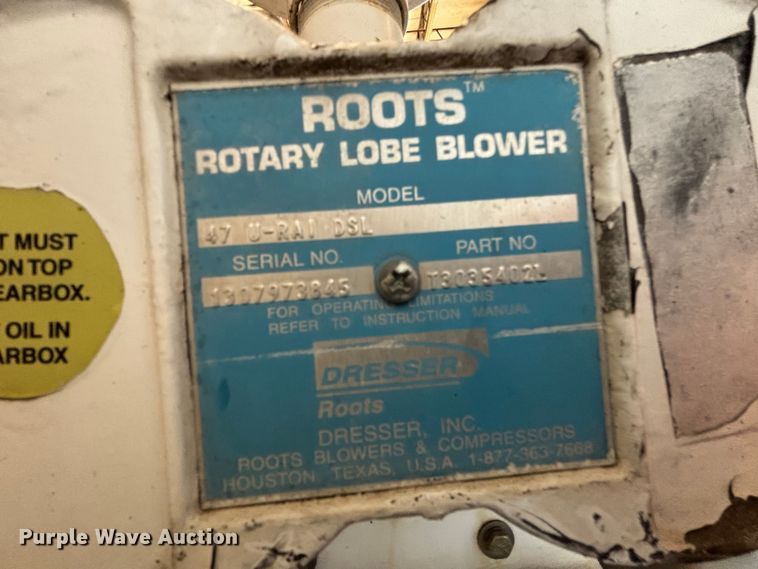 ROOTS™
ROTARY LOBE BLOWER
MODEL
47 U-RAI DSL
SERIAL NO.
PART NO
1307973845
T3035402L
FOR OPERATING LIMITATIONS
REFER TO INSTRUCTION MANUAL
DRESSER
Roots
DRESSER, INC.
ROOTS BLOWERS & COMPRESSORS
HOUSTON, TEXAS, U.S.A. 1-877-363-7668
T MUST
ON TOP
EARBOX.
OIL IN
ARBOX
Purple Wave Auction